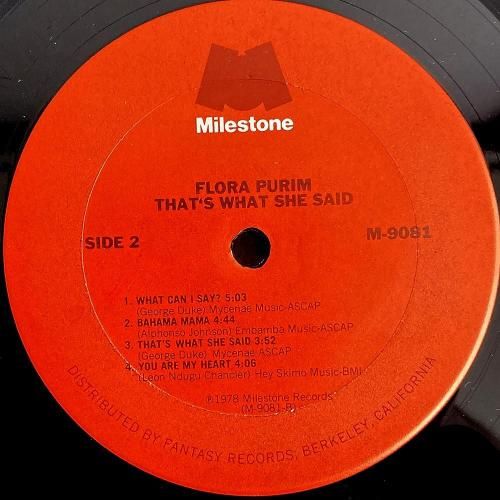 Milestone
FLORA PURIM
THAT'S WHAT SHE SAID
SIDE 2
M-9081
1. WHAT CAN I SAY? 5:03
(George Duke) Mycenae Music-ASCAP
2. BAHAMA MAMA 4:44
(Alphonso Johnson) Embamba Music-ASCAP
3. THAT'S WHAT SHE SAID 3:52
(George Duke) Mycenae ASCAP
4. YOU ARE MY HEART 4:06
(Leon Ndugu Chancler) Hey Skimo Music-BMI
℗1978 Milestone Records
(M-9081-B)
DISTRIBUTED BY FANTASY RECORDS, BERKELEY, CALIFORNIA